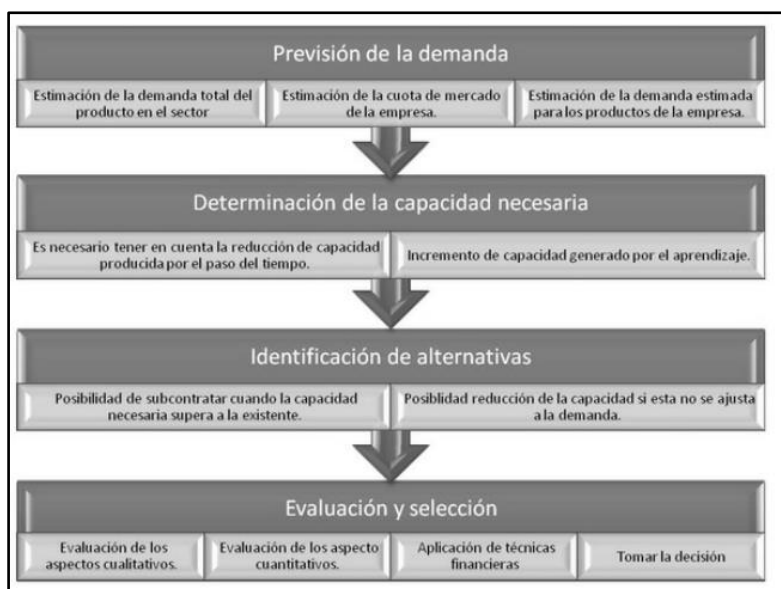 Previsión de la demanda
Estimación de la demanda total del
producto en el sector
Estimación de la cuota de mercado
de la empresa.
Estimación de la demanda estimada
para los productos de la empresa.
Determinación de la capacidad necesaria
Es necesario tener en cuenta la reducción de capacidad
producida por el paso del tiempo.
Incremento de capacidad generado por el aprendizaje.
Identificación de alternativas
Posibilidad de subcontratar cuando la capacidad
necesaria supera a la existente.
Posiblidad reducción de la capacidad si esta no se ajusta
a la demanda.
Evaluación y selección
Evaluación de los
aspectos cualitativos.
Evaluación de los aspecto
cuantitativos.
Aplicación de técnicas
financieras
Tomar la decisión